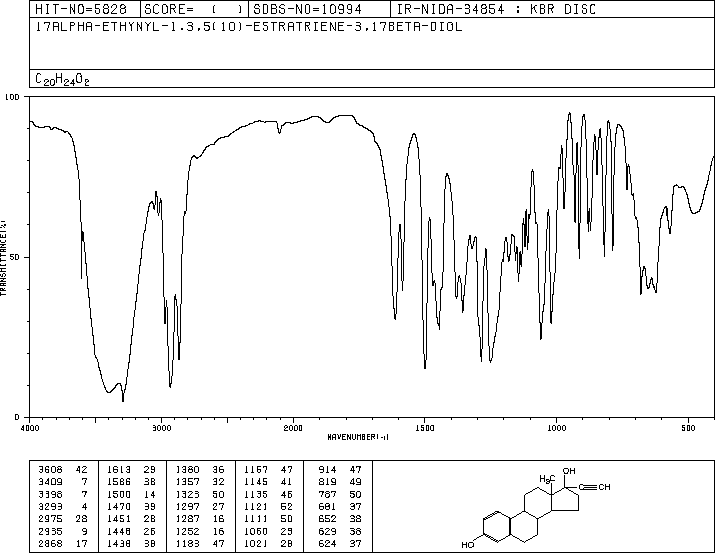 HIT-NO=5828 SCORE= ( ) SDBS-NO=10994 IR-NIDA-34854 : KBR DISC
17ALPHA-ETHYNYL-1,3,5(10)-ESTRATRIENE-3,17BETA-DIOL
C20H24O2
100
50
0
TRANSMITTANCE(%)
4000 3000 2000 1500 1000 500
WAVENUMBER(-1)
3608 42 1613 29 1380 36 1157 47 914 47
3409 7 1586 38 1357 32 1145 41 819 49
3398 7 1500 14 1323 50 1135 46 787 50
3293 4 1470 39 1297 27 1121 52 681 37
2975 28 1451 28 1287 16 1111 50 652 38
2935 9 1448 26 1252 16 1060 23 629 38
2868 17 1438 38 1183 47 1021 28 624 37
OH
H3C
C≡CH
HO